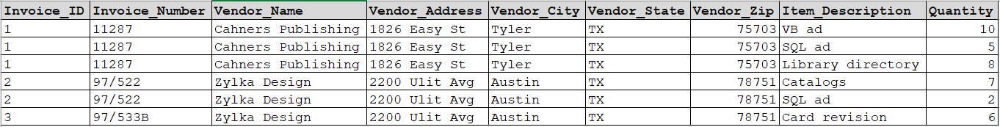 Invoice_ID Invoice_Number Vendor_Name Vendor_Address Vendor_City Vendor_State Vendor_Zip Item_Description Quantity
1 11287 Cahners Publishing 1826 Easy St Tyler TX 75703 VB ad 10
1 11287 Cahners Publishing 1826 Easy St Tyler TX 75703 SQL ad 5
1 11287 Cahners Publishing 1826 Easy St Tyler TX 75703 Library directory 8
2 97/522 Zylka Design 2200 Ulit Avg Austin TX 78751 Catalogs 7
2 97/522 Zylka Design 2200 Ulit Avg Austin TX 78751 SQL ad 2
3 97/533B Zylka Design 2200 Ulit Avg Austin TX 78751 Card revision 6